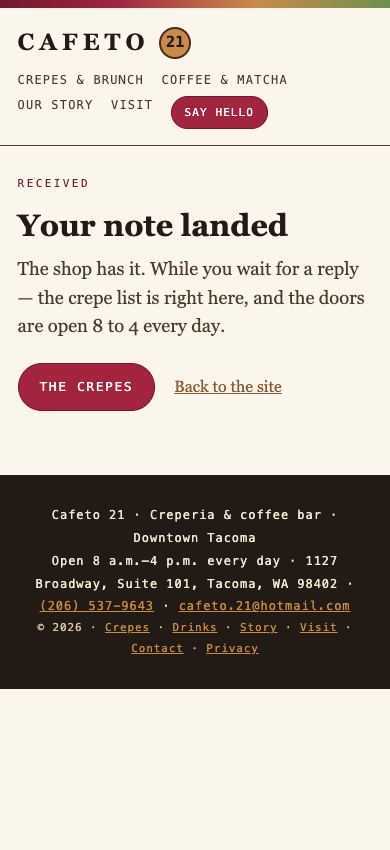 CAFETO 21
CREPES & BRUNCH COFFEE & MATCHA
OUR STORY VISIT SAY HELLO
RECEIVED
Your note landed
The shop has it. While you wait for a reply
— the crepe list is right here, and the doors
are open 8 to 4 every day.
THE CREPES Back to the site
Cafeto 21 · Creperia & coffee bar ·
Downtown Tacoma
Open 8 a.m.–4 p.m. every day · 1127
Broadway, Suite 101, Tacoma, WA 98402 ·
(206) 537-9643 · cafeto.21@hotmail.com
© 2026 · Crepes · Drinks · Story · Visit ·
Contact · Privacy